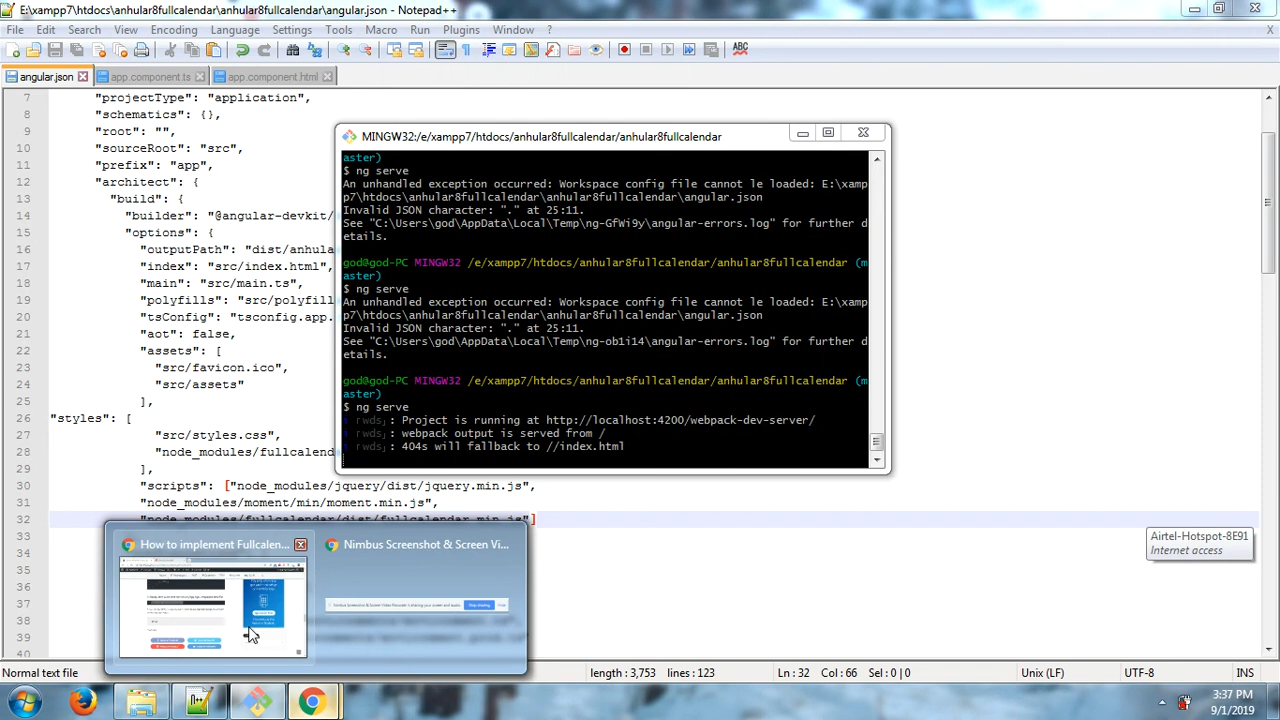 E:\xampp7\htdocs\anhular8fullcalendar\anhular8fullcalendar\angular.json - Notepad++
File Edit Search View Encoding Language Settings Tools Macro Run Plugins Window ? X
ABC
angular.json app.component.ts app.component.html
7 "projectType": "application",
8 "schematics": {},
9 "root": "",
10 "sourceRoot": "src",
11 "prefix": "app",
12 "architect": {
13 "build": {
14 "builder": "@angular-devkit/
15 "options": {
16 "outputPath": "dist/anhula
17 "index": "src/index.html",
18 "main": "src/main.ts",
19 "polyfills": "src/polyfill
20 "tsConfig": "tsconfig.app.
21 "aot": false,
22 "assets": [
23 "src/favicon.ico",
24 "src/assets"
25 ],
26 "styles": [
27 "src/styles.css",
28 "node_modules/fullcalend
29 ],
30 "scripts": ["node_modules/jquery/dist/jquery.min.js",
31 "node_modules/moment/min/moment.min.js",
32 "node_modules/fullcalendar/dist/fullcalendar.min.js"]
33
34
35
36
37
38
39
40
MINGW32:/e/xampp7/htdocs/anhular8fullcalendar/anhular8fullcalendar
aster)
$ ng serve
An unhandled exception occurred: Workspace config file cannot le loaded: E:\xam
p7\htdocs\anhular8fullcalendar\anhular8fullcalendar\angular.json
Invalid JSON character: "." at 25:11.
See "C:\Users\god\AppData\Local\Temp\ng-GfWi9y\angular-errors.log" for further d
etails.
god@god-PC MINGW32 /e/xampp7/htdocs/anhular8fullcalendar/anhular8fullcalendar (m
aster)
$ ng serve
An unhandled exception occurred: Workspace config file cannot le loaded: E:\xam
p7\htdocs\anhular8fullcalendar\anhular8fullcalendar\angular.json
Invalid JSON character: "." at 25:11.
See "C:\Users\god\AppData\Local\Temp\ng-ob1i14\angular-errors.log" for further d
etails.
god@god-PC MINGW32 /e/xampp7/htdocs/anhular8fullcalendar/anhular8fullcalendar (m
aster)
$ ng serve
: Project is running at http://localhost:4200/webpack-dev-server/
: webpack output is served from /
: 404s will fallback to //index.html
How to implement Fullcalen... Nimbus Screenshot & Screen Vi...
Airtel-Hotspot-8E91
Internet access
Normal text file length : 3,753 lines : 123 Ln : 32 Col : 66 Sel : 0 | 0 Unix (LF) UTF-8 INS
3:37 PM
9/1/2019